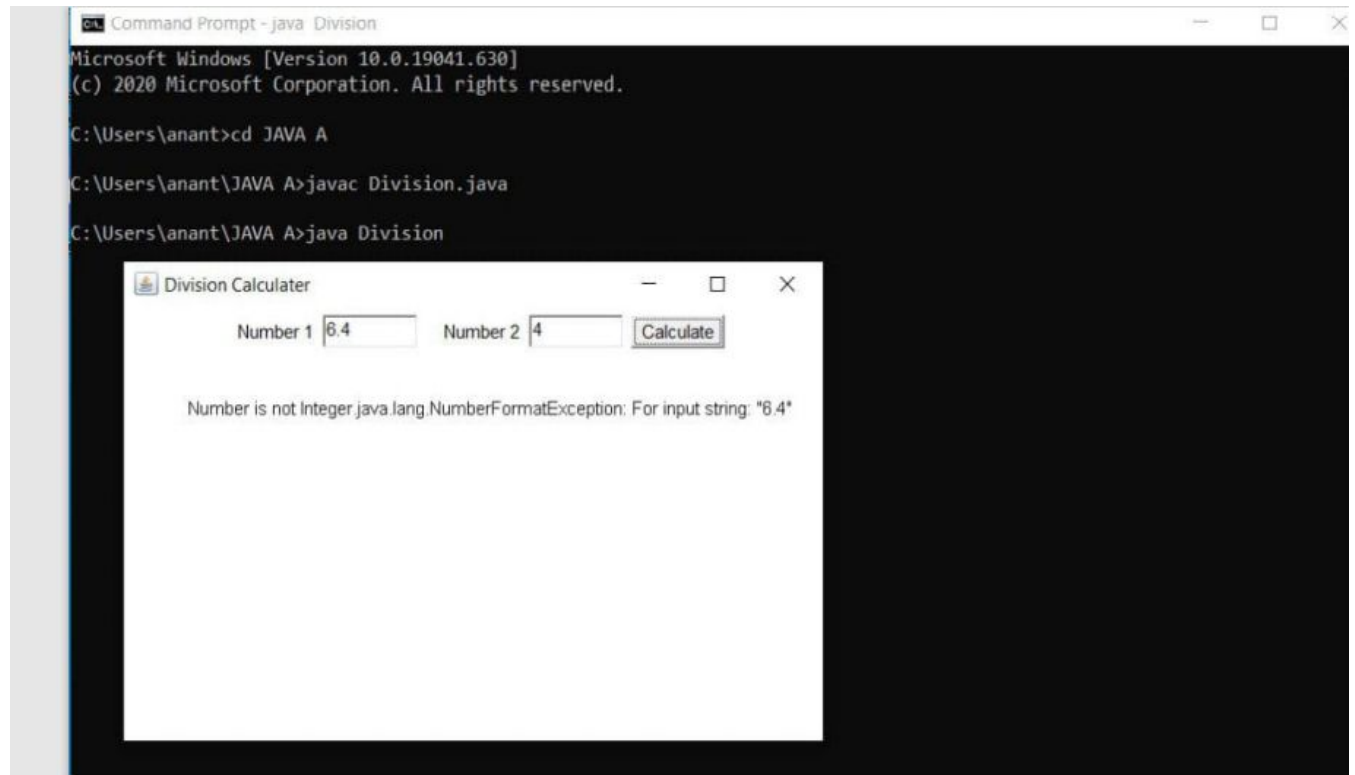 Command Prompt - java Division
Microsoft Windows [Version 10.0.19041.630]
(c) 2020 Microsoft Corporation. All rights reserved.
C:\Users\anant>cd JAVA A
C:\Users\anant\JAVA A>javac Division.java
C:\Users\anant\JAVA A>java Division
Division Calculater
Number 1 6.4 Number 2 4 Calculate
Number is not Integer.java.lang.NumberFormatException: For input string: "6.4"